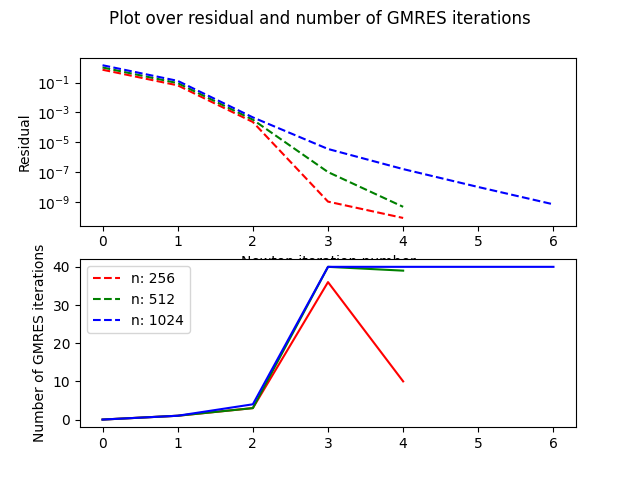 Plot over residual and number of GMRES iterations
10⁻¹
10⁻³
10⁻⁵
10⁻⁷
10⁻⁹
Residual
0 1 2 3 4 5 6
Newton iteration number
40
30
20
10
0
Number of GMRES iterations
n: 256
n: 512
n: 1024
0 1 2 3 4 5 6